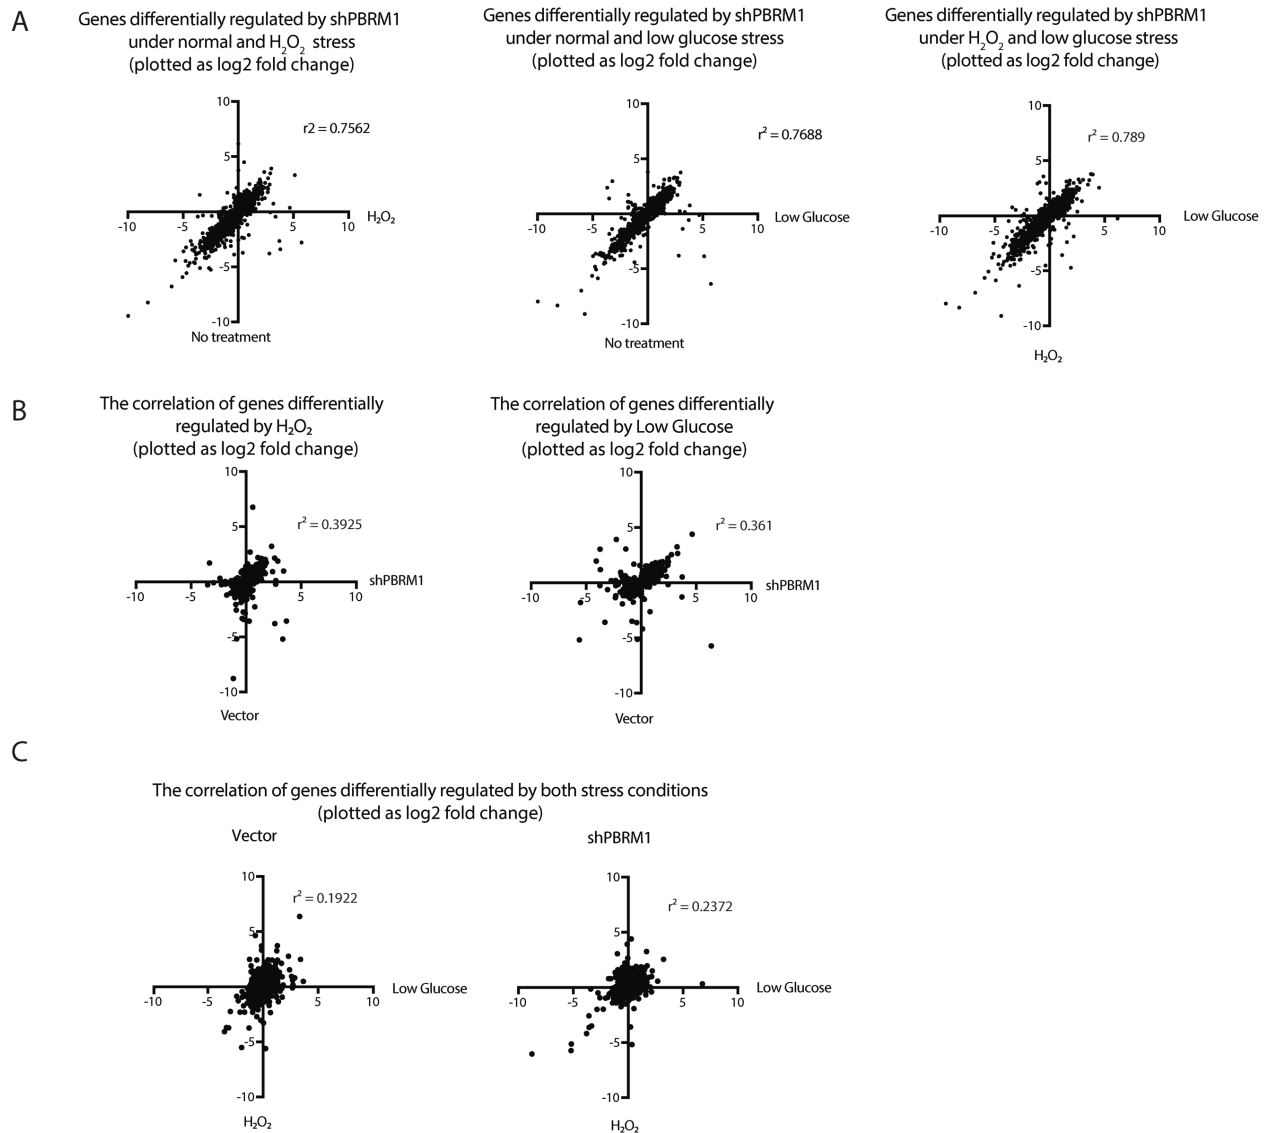 A
Genes differentially regulated by shPBRM1
under normal and H₂O₂ stress
(plotted as log2 fold change)
10
r2 = 0.7562
5
-10
-5
5
10
H₂O₂
-5
-10
No treatment
Genes differentially regulated by shPBRM1
under normal and low glucose stress
(plotted as log2 fold change)
10
r² = 0.7688
5
-10
-5
5
10
Low Glucose
-5
-10
No treatment
Genes differentially regulated by shPBRM1
under H₂O₂ and low glucose stress
(plotted as log2 fold change)
10
r² = 0.789
5
-10
-5
5
10
Low Glucose
-5
-10
H₂O₂
B
The correlation of genes differentially
regulated by H₂O₂
(plotted as log2 fold change)
10
r² = 0.3925
5
-10
-5
5
10
shPBRM1
-5
-10
Vector
The correlation of genes differentially
regulated by Low Glucose
(plotted as log2 fold change)
10
r² = 0.361
5
-10
-5
5
10
shPBRM1
-5
-10
Vector
C
The correlation of genes differentially regulated by both stress conditions
(plotted as log2 fold change)
Vector
10
r² = 0.1922
5
-10
-5
5
10
Low Glucose
-5
-10
H₂O₂
shPBRM1
10
r² = 0.2372
5
-10
-5
5
10
Low Glucose
-5
-10
H₂O₂